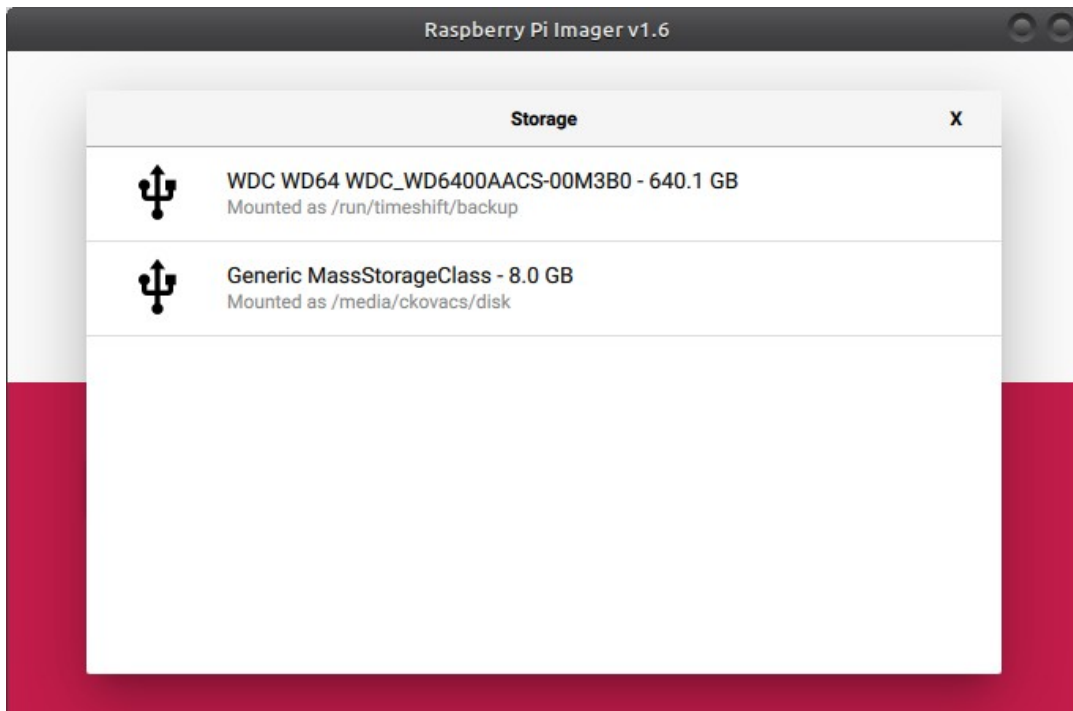 Raspberry Pi Imager v1.6
Storage X
WDC WD64 WDC_WD6400AACS-00M3B0 - 640.1 GB
Mounted as /run/timeshift/backup
Generic MassStorageClass - 8.0 GB
Mounted as /media/ckovacs/disk